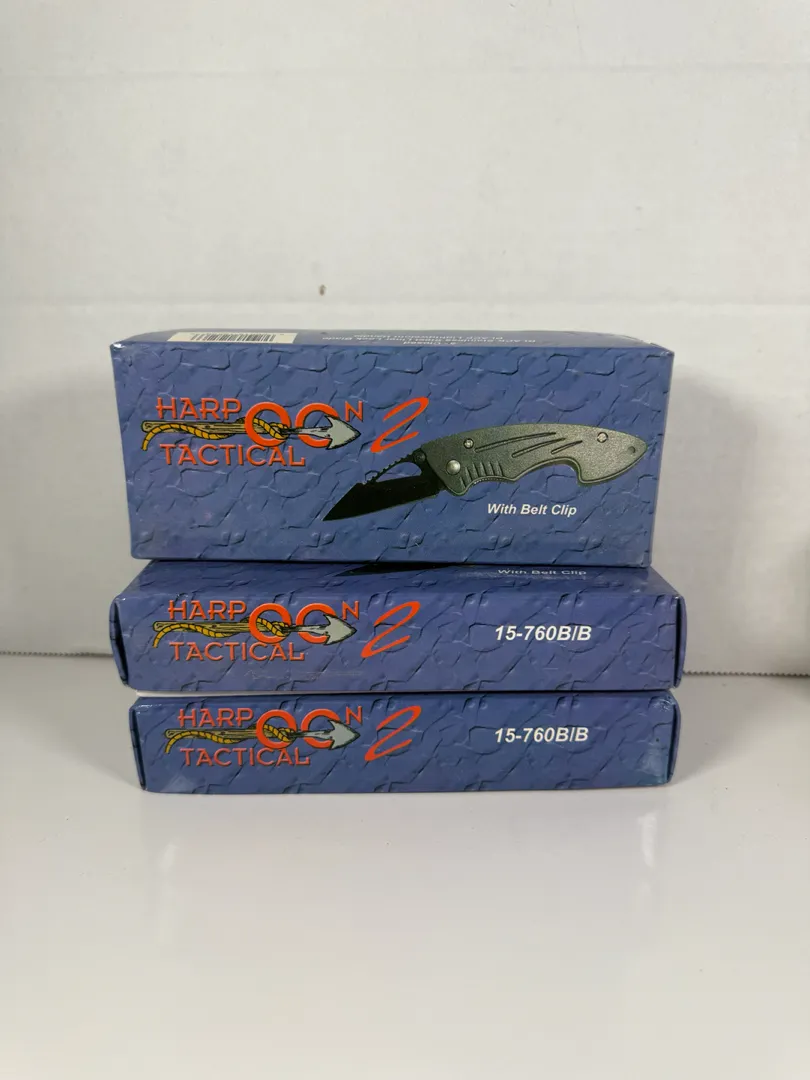 HARPOON 2
TACTICAL
With Belt Clip
With Belt Clip
HARPOON 2
TACTICAL
15-760B/B
HARPOON 2
TACTICAL
15-760B/B